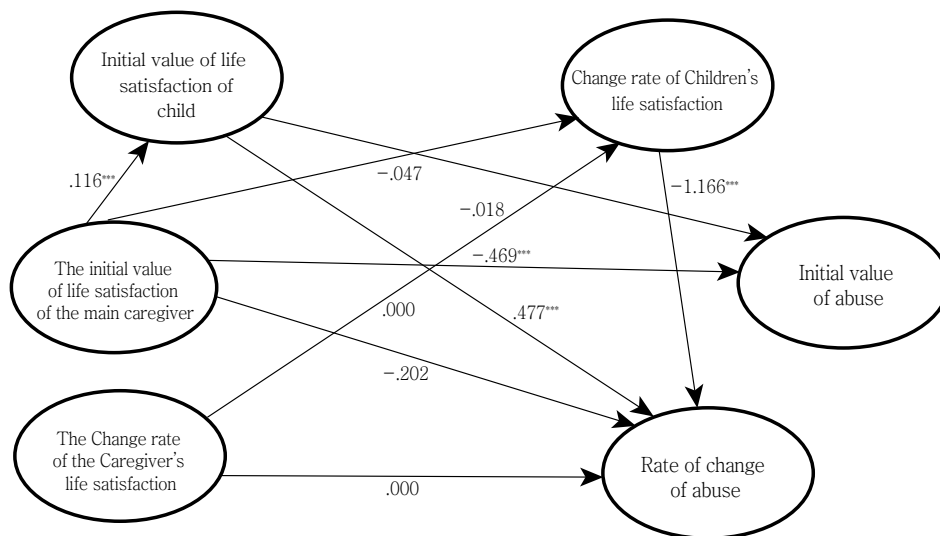 Initial value of life
satisfaction of
child
Change rate of Children's
life satisfaction
.116***
−.047
−1.166***
−.018
The initial value
of life satisfaction
of the main caregiver
−.469***
Initial value
of abuse
.000
.477***
−.202
The Change rate
of the Caregiver's
life satisfaction
Rate of change
of abuse
.000